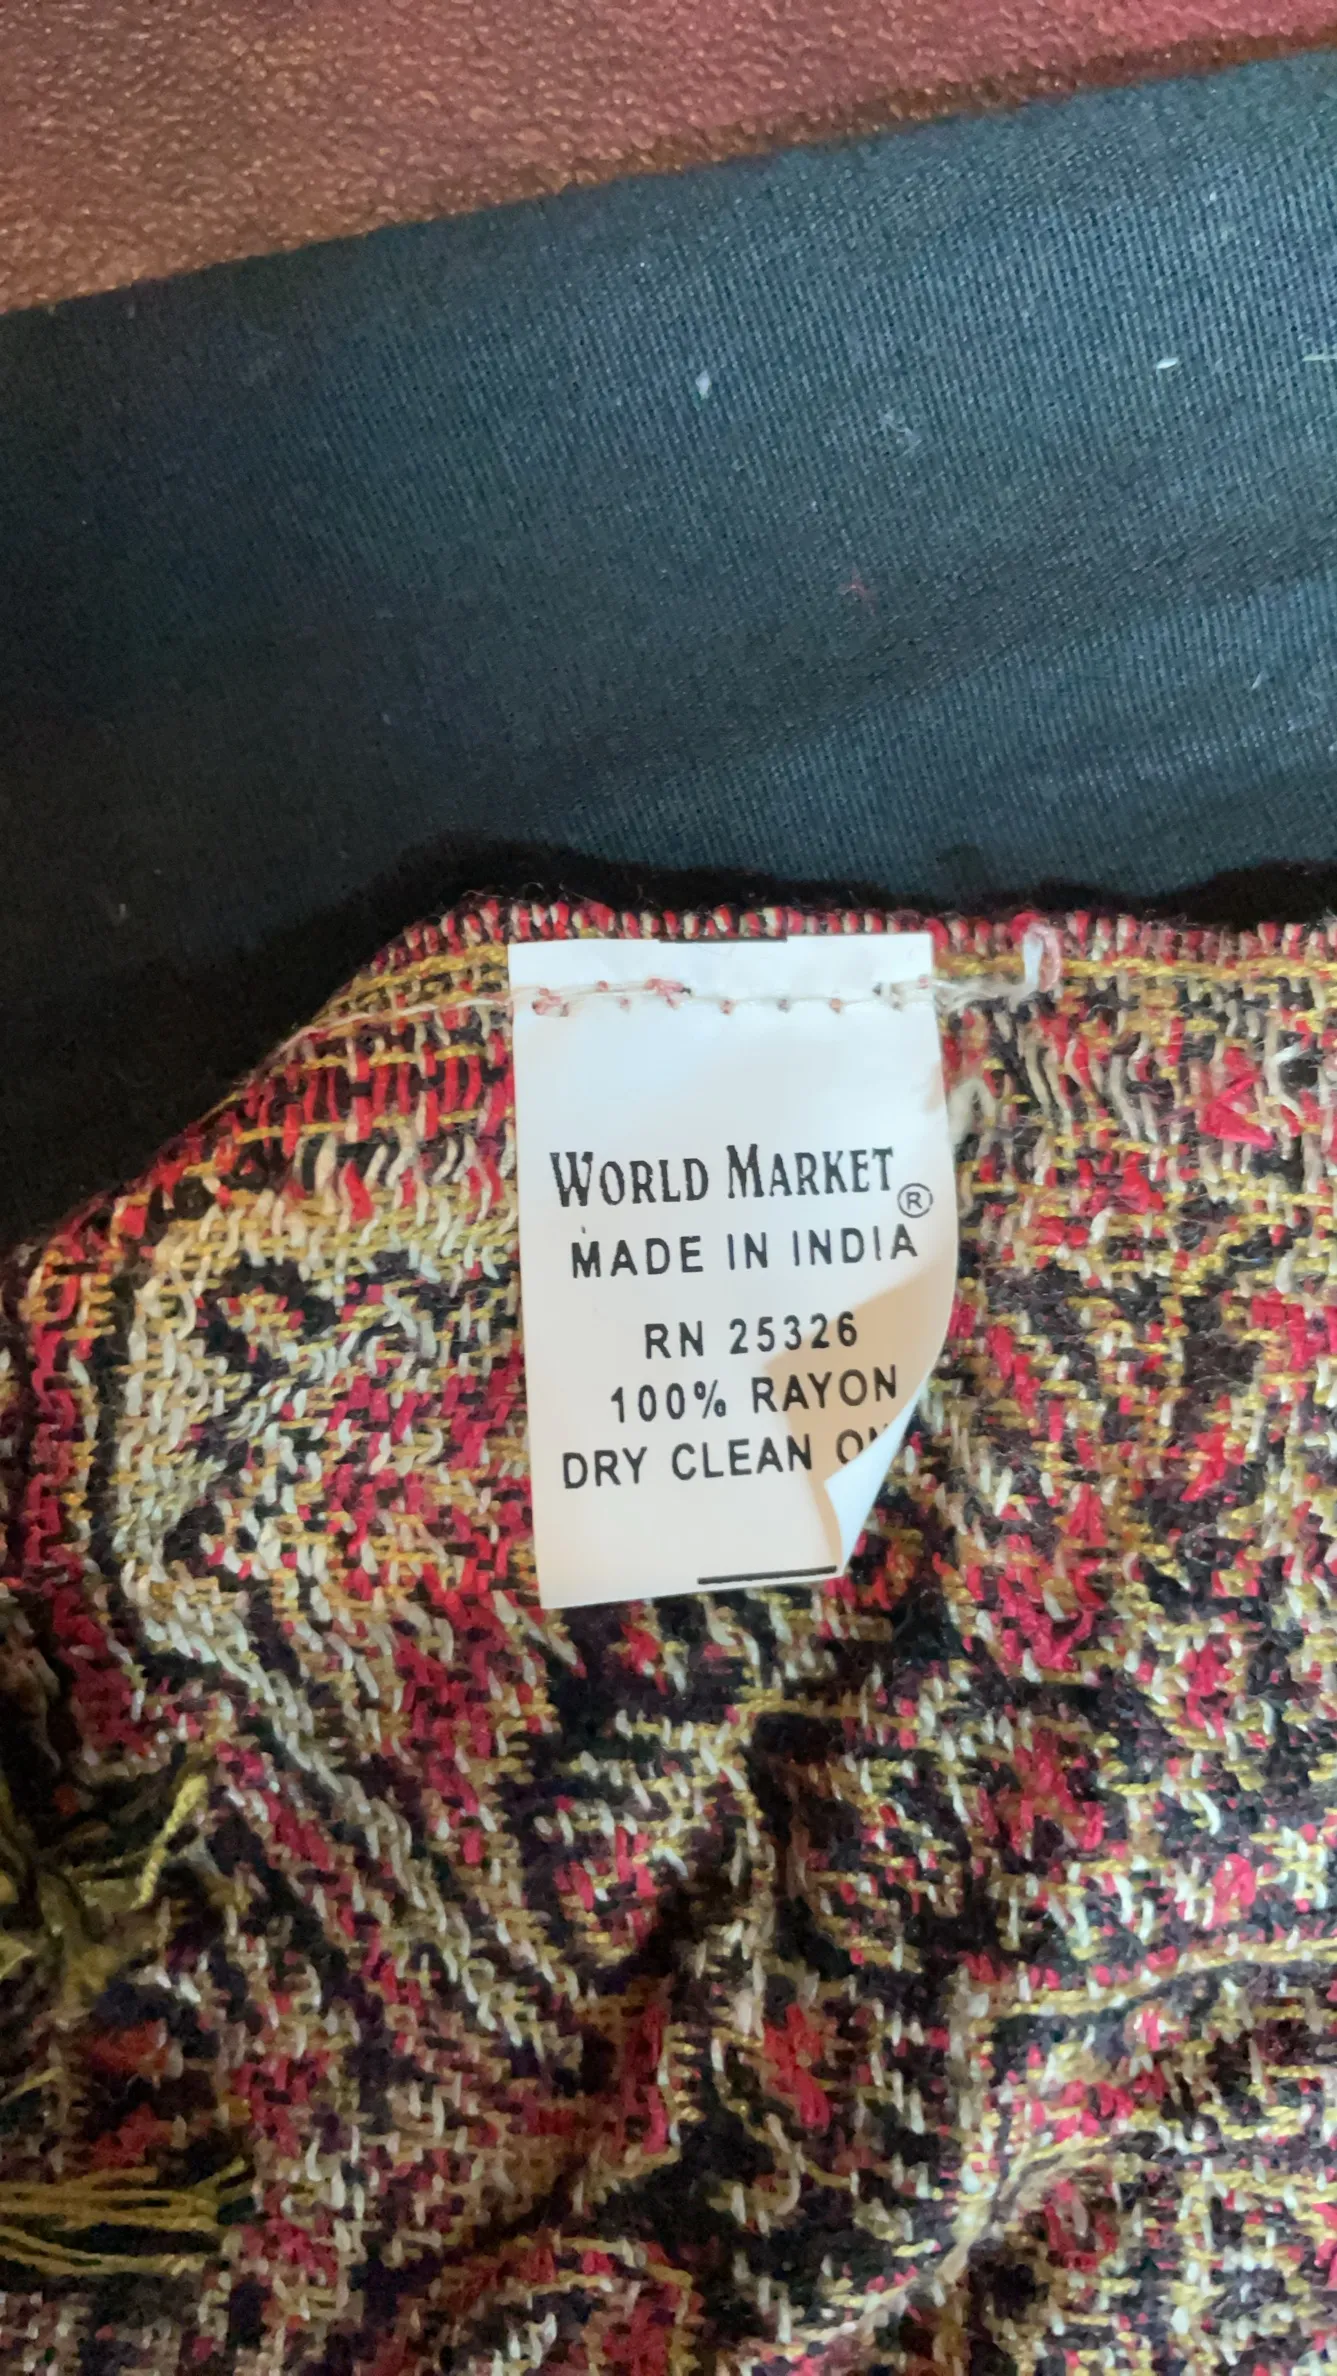 WORLD MARKET®
MADE IN INDIA
RN 25326
100% RAYON
DRY CLEAN